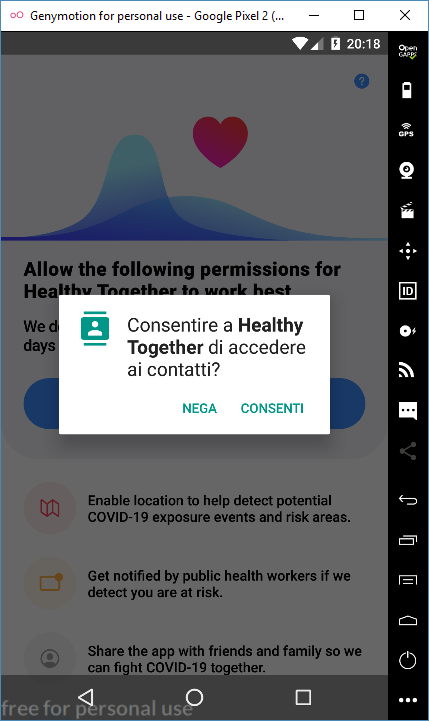 Genymotion for personal use - Google Pixel 2 (...
20:18
Open
GAPPS
GPS
ID
Allow the following permissions for
Healthy Together to work best
We de
days
Consentire a Healthy
Together di accedere
ai contatti?
NEGA CONSENTI
Enable location to help detect potential
COVID-19 exposure events and risk areas.
Get notified by public health workers if we
detect you are at risk.
Share the app with friends and family so we
can fight COVID-19 together.
free for personal use